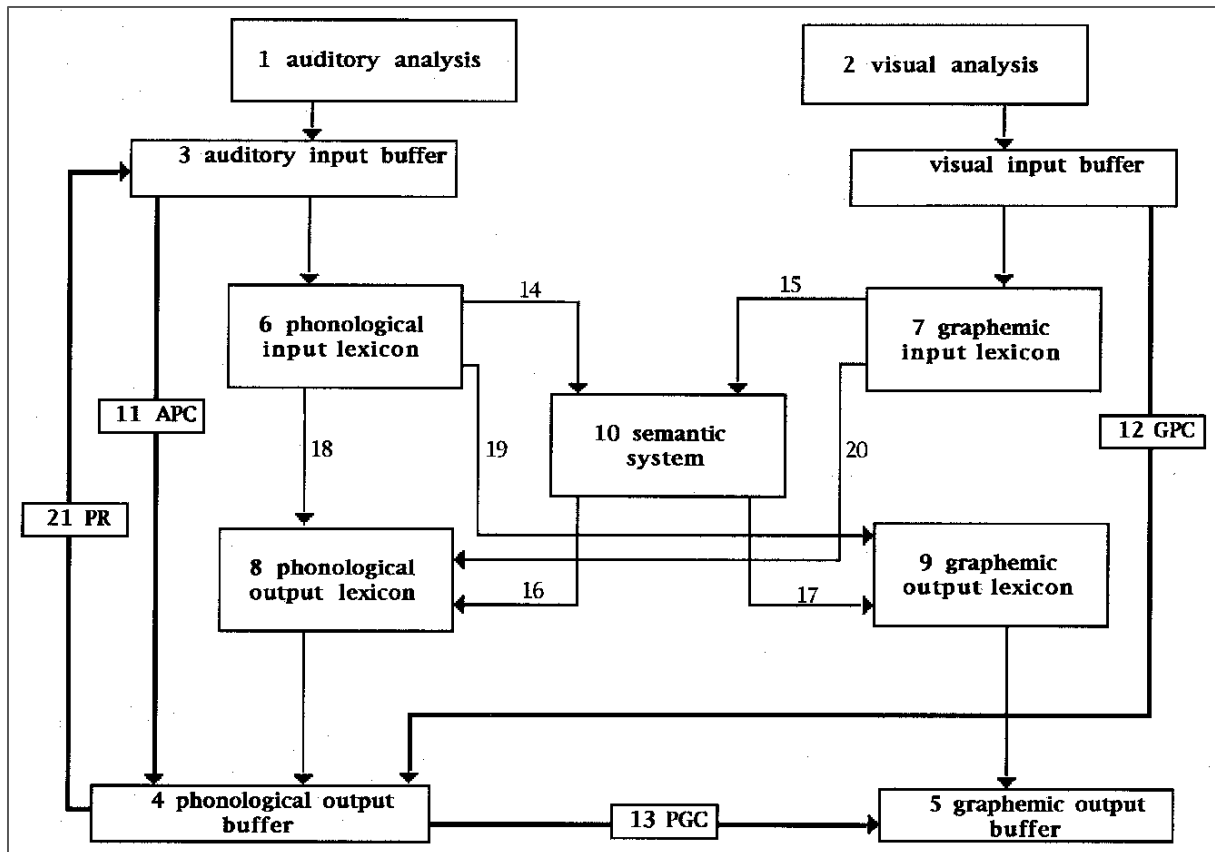 1 auditory analysis
2 visual analysis
3 auditory input buffer
visual input buffer
14
15
6 phonological
input lexicon
7 graphemic
input lexicon
11 APC
10 semantic
system
12 GPC
18
19
20
21 PR
8 phonological
output lexicon
9 graphemic
output lexicon
16
17
4 phonological output
buffer
13 PGC
5 graphemic output
buffer